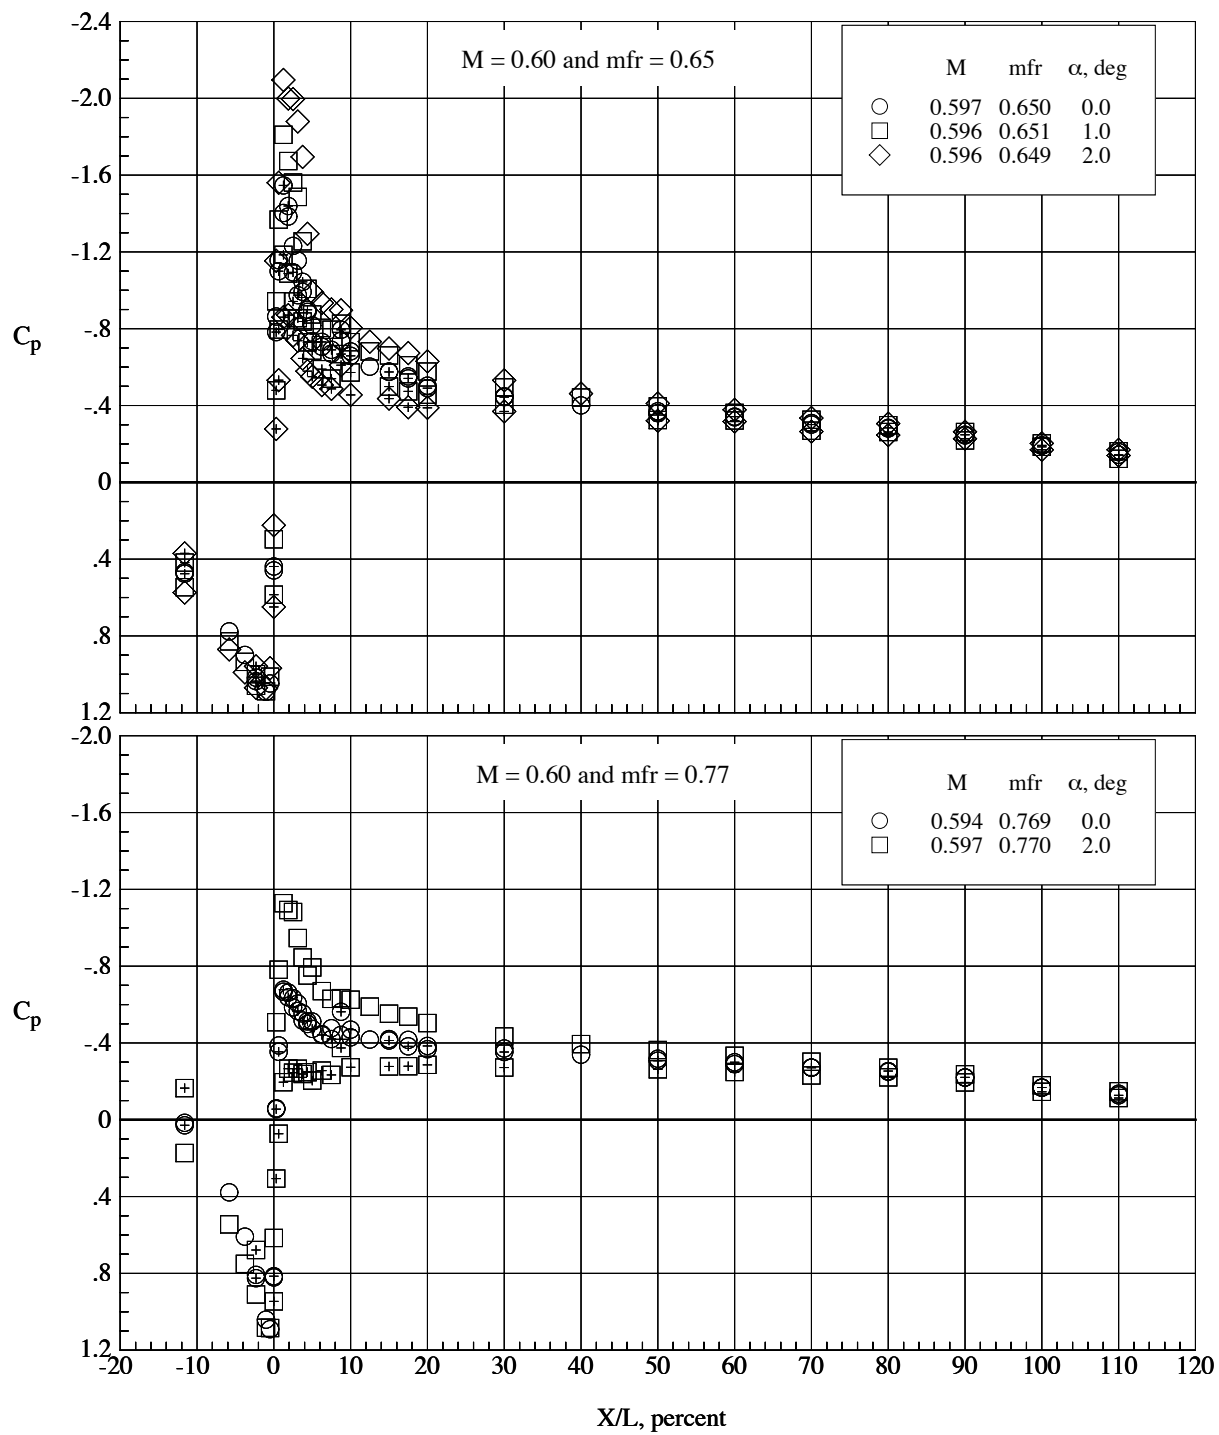 -2.4
M = 0.60 and mfr = 0.65
M mfr α, deg
0.597 0.650 0.0
0.596 0.651 1.0
0.596 0.649 2.0
-2.0
-1.6
-1.2
-.8
Cp
-.4
0
.4
.8
1.2
-2.0
M = 0.60 and mfr = 0.77
M mfr α, deg
0.594 0.769 0.0
0.597 0.770 2.0
-1.6
-1.2
-.8
Cp
-.4
0
.4
.8
1.2
-20 -10 0 10 20 30 40 50 60 70 80 90 100 110 120
X/L, percent